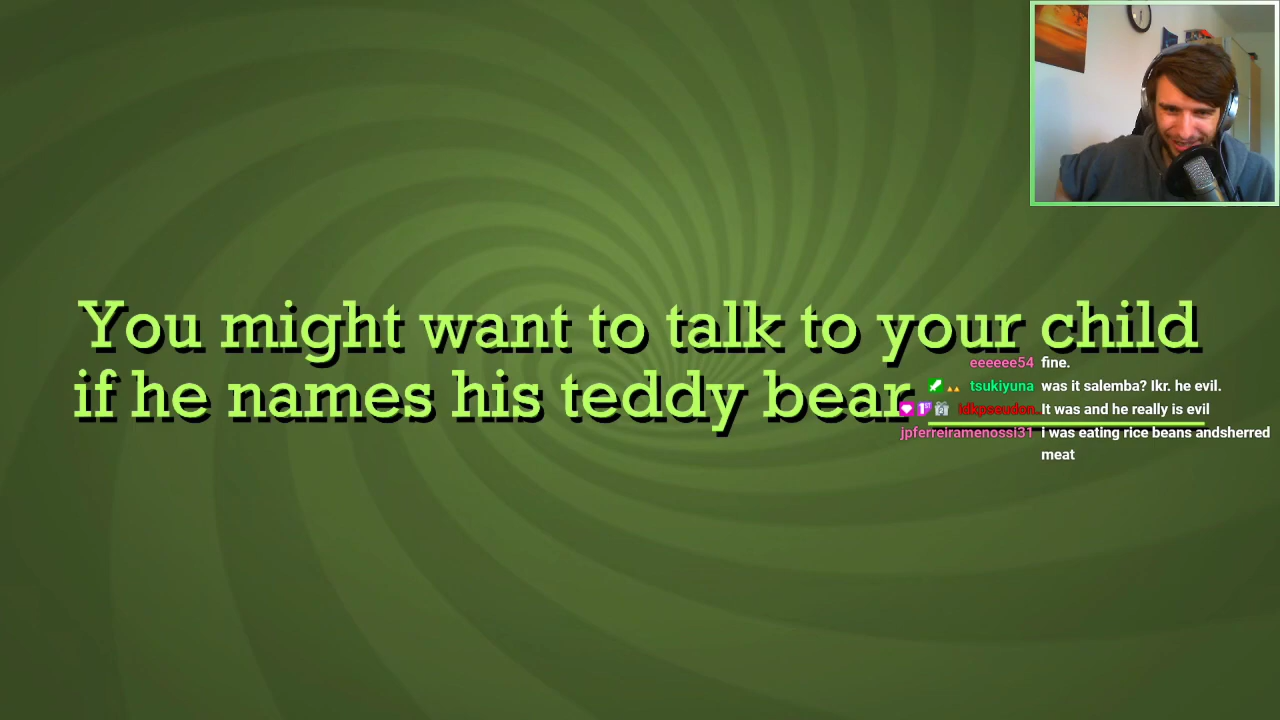 You might want to talk to your child
if he names his teddy bear
eeeeee54 fine.
tsukiyuna was it salemba? Ikr. he evil.
idkpseudon.. It was and he really is evil
jpferreiramenossi31 i was eating rice beans andsherred
meat